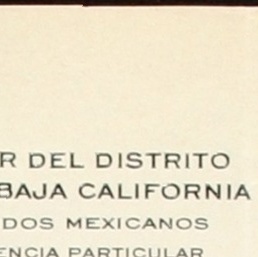 R DEL DISTRITO
BAJA CALIFORNIA
DOS MEXICANOS
ENCIA PARTICULAR